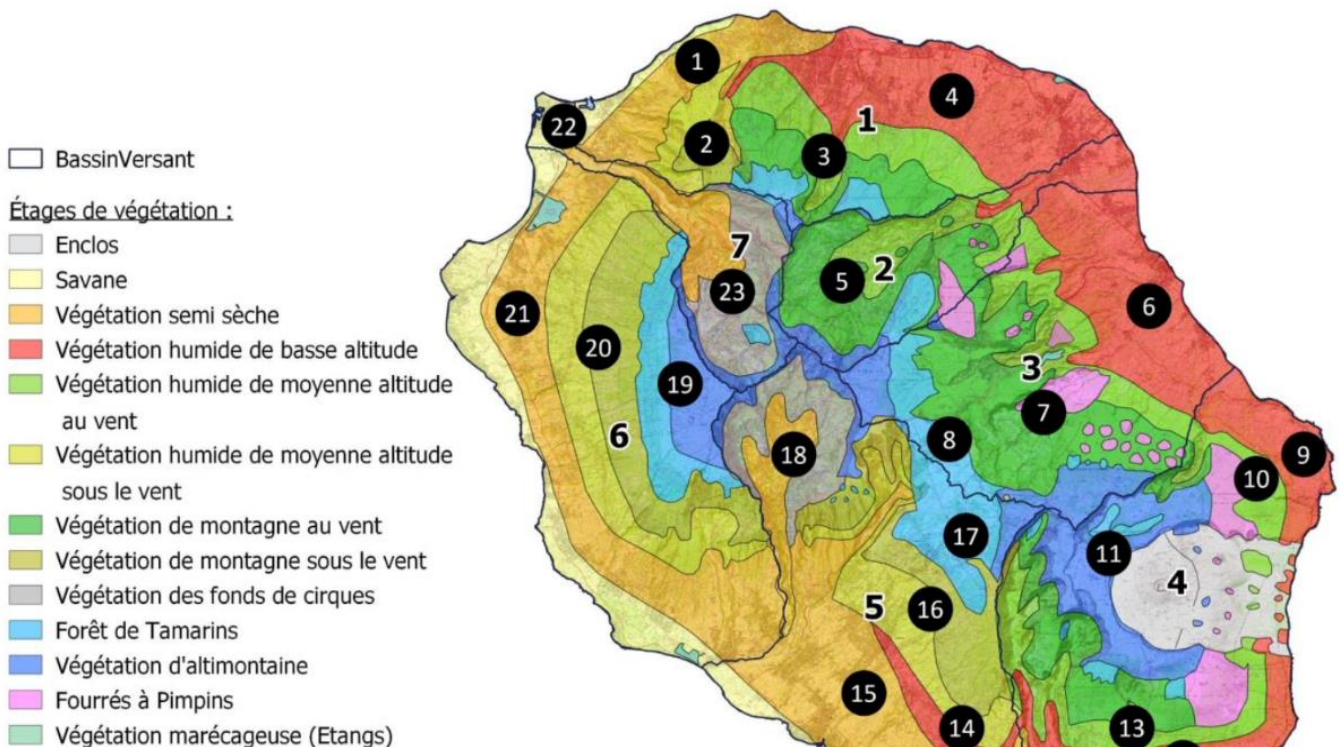 BassinVersant
Étages de végétation :
Enclos
Savane
Végétation semi sèche
Végétation humide de basse altitude
Végétation humide de moyenne altitude
au vent
Végétation humide de moyenne altitude
sous le vent
Végétation de montagne au vent
Végétation de montagne sous le vent
Végétation des fonds de cirques
Forêt de Tamarins
Végétation d'altimontaine
Fourrés à Pimpins
Végétation marécageuse (Etangs)
1
4
22
2
3
1
7
5
2
23
6
21
20
19
3
7
6
18
8
9
10
17
11
4
5
16
15
14
13